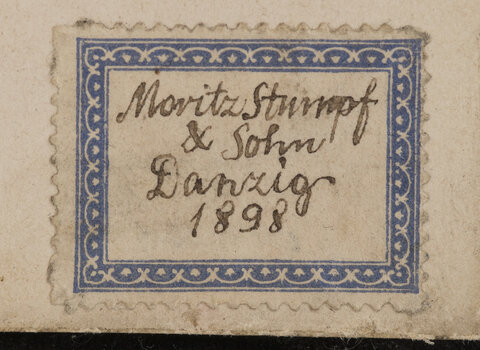 Moritz Stumpf
& Sohn
Danzig
1898